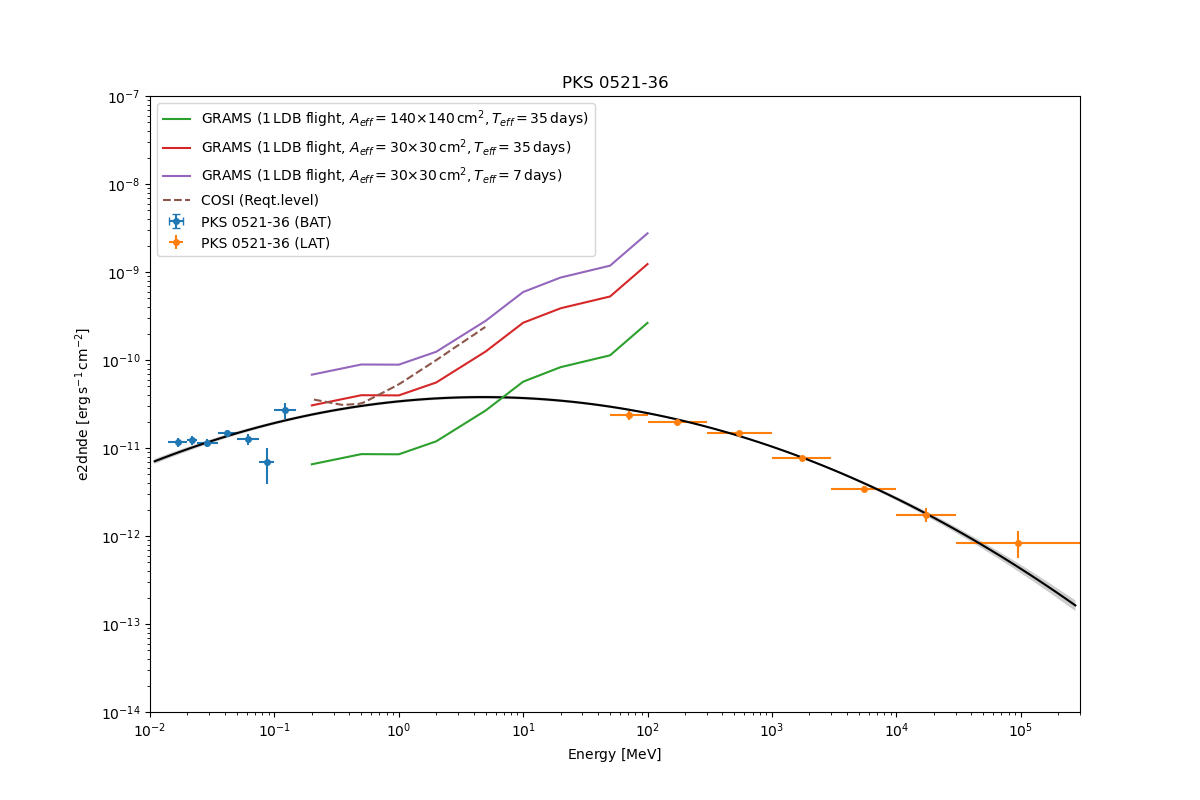 PKS 0521-36
GRAMS (1 LDB flight, A_eff = 140×140 cm², T_eff = 35 days)
GRAMS (1 LDB flight, A_eff = 30×30 cm², T_eff = 35 days)
GRAMS (1 LDB flight, A_eff = 30×30 cm², T_eff = 7 days)
COSI (Reqt.level)
PKS 0521-36 (BAT)
PKS 0521-36 (LAT)
e2dnde [erg s⁻¹ cm⁻²]
10⁻⁷
10⁻⁸
10⁻⁹
10⁻¹⁰
10⁻¹¹
10⁻¹²
10⁻¹³
10⁻¹⁴
10⁻² 10⁻¹ 10⁰ 10¹ 10² 10³ 10⁴ 10⁵
Energy [MeV]